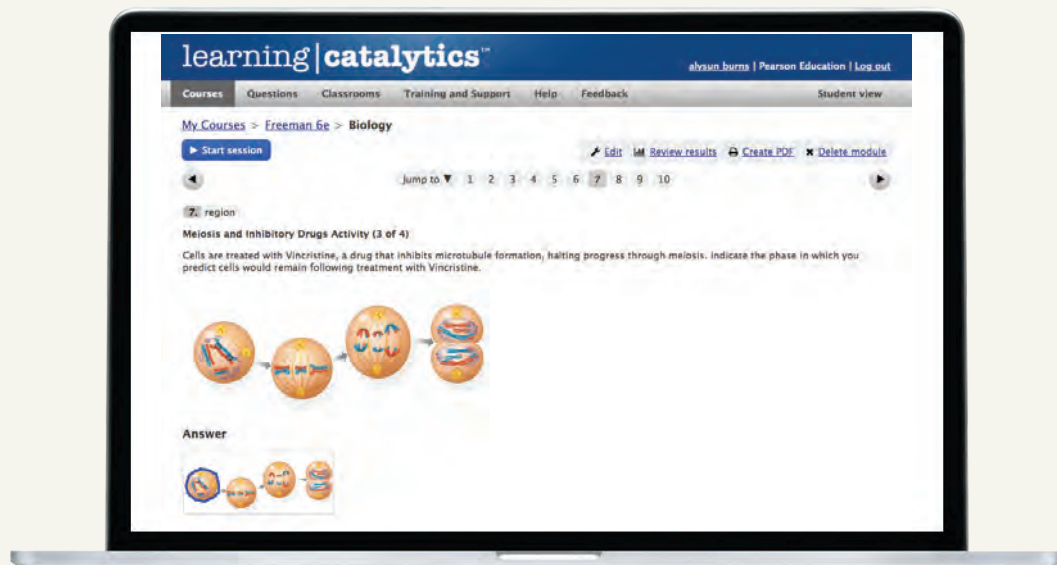 learning|catalytics™
alysun burns | Pearson Education | Log out
Courses Questions Classrooms Training and Support Help Feedback Student view
My Courses > Freeman 6e > Biology
▶ Start session Edit Review results Create PDF ✖ Delete module
Jump to ▼ 1 2 3 4 5 6 7 8 9 10
7. region
Meiosis and Inhibitory Drugs Activity (3 of 4)
Cells are treated with Vincristine, a drug that inhibits microtubule formation, halting progress through meiosis. Indicate the phase in which you
predict cells would remain following treatment with Vincristine.
Answer